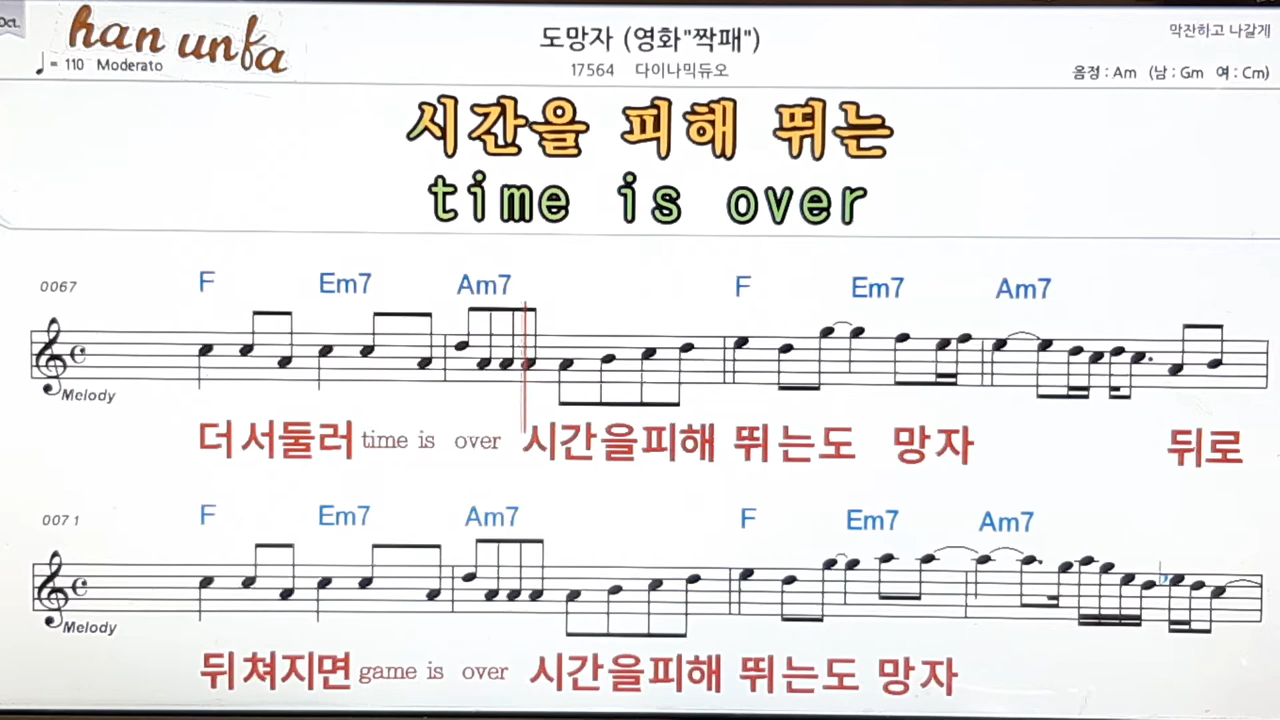 Oct.
han unfa
♩ = 110 Moderato
도망자 (영화"짝패")
17564 다이나믹듀오
막잔하고 나갈게
음정 : Am (남 : Gm 여 : Cm)
시간을 피해 뛰는
time is over
0067 F Em7 Am7 F Em7 Am7
Melody
더서둘러 time is over 시간을피해 뛰는도 망자 뒤로
0071 F Em7 Am7 F Em7 Am7
Melody
뒤쳐지면 game is over 시간을피해 뛰는도 망자